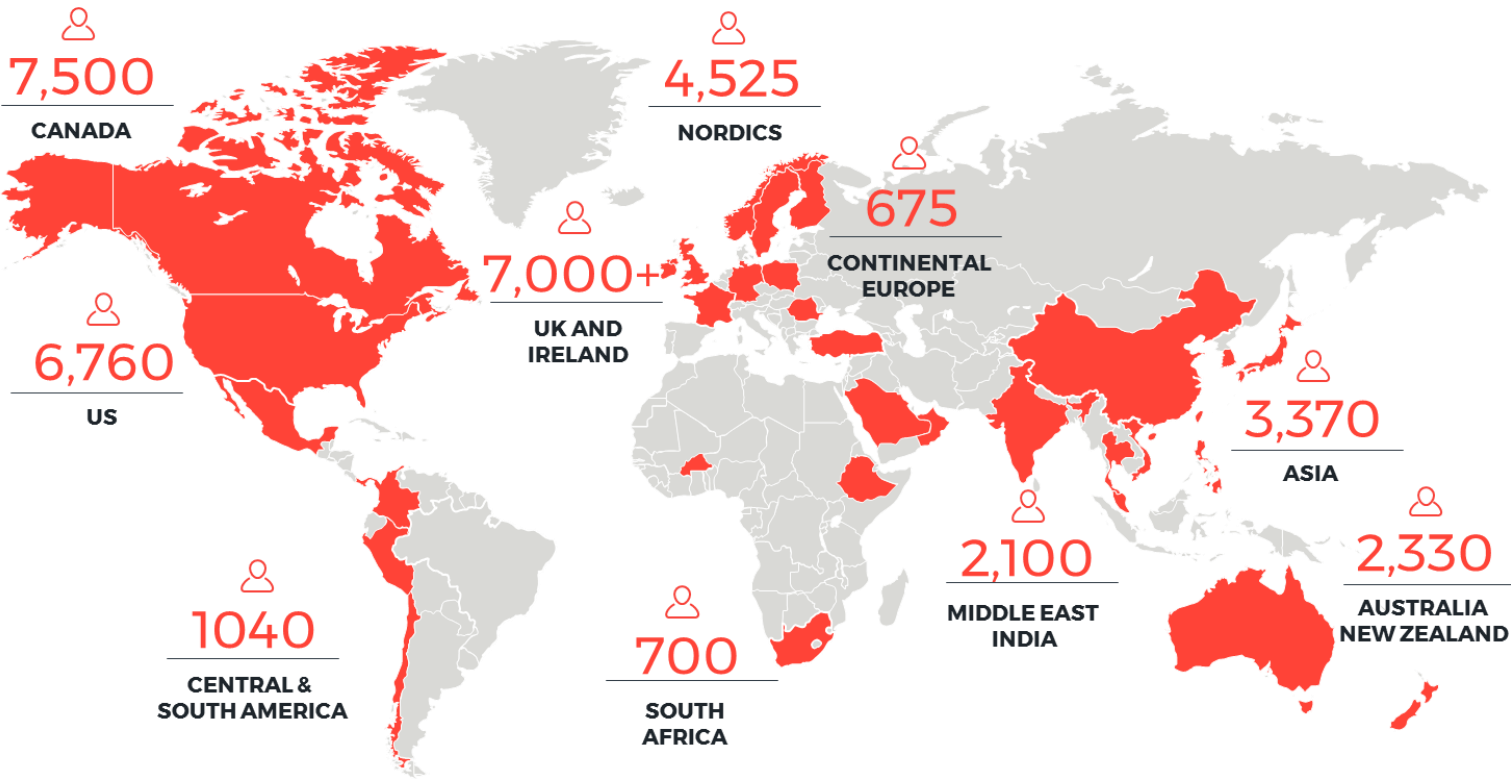 7,500
CANADA
4,525
NORDICS
675
CONTINENTAL
EUROPE
7,000+
UK AND
IRELAND
6,760
US
3,370
ASIA
2,100
MIDDLE EAST
INDIA
2,330
AUSTRALIA
NEW ZEALAND
1040
CENTRAL &
SOUTH AMERICA
700
SOUTH
AFRICA